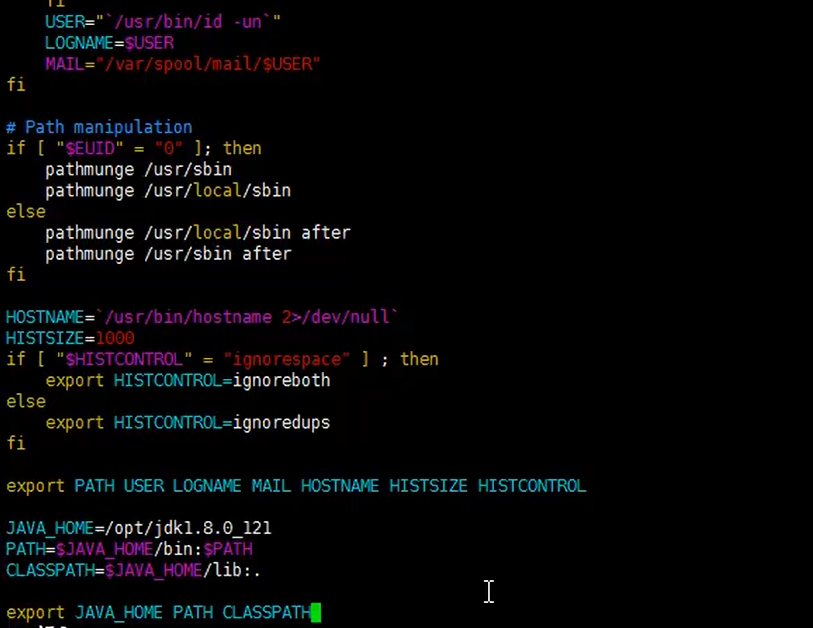 fi
USER="`/usr/bin/id -un`"
LOGNAME=$USER
MAIL="/var/spool/mail/$USER"
fi
# Path manipulation
if [ "$EUID" = "0" ]; then
pathmunge /usr/sbin
pathmunge /usr/local/sbin
else
pathmunge /usr/local/sbin after
pathmunge /usr/sbin after
fi
HOSTNAME=`/usr/bin/hostname 2>/dev/null`
HISTSIZE=1000
if [ "$HISTCONTROL" = "ignorespace" ] ; then
export HISTCONTROL=ignoreboth
else
export HISTCONTROL=ignoredups
fi
export PATH USER LOGNAME MAIL HOSTNAME HISTSIZE HISTCONTROL
JAVA_HOME=/opt/jdk1.8.0_121
PATH=$JAVA_HOME/bin:$PATH
CLASSPATH=$JAVA_HOME/lib:.
export JAVA_HOME PATH CLASSPATH